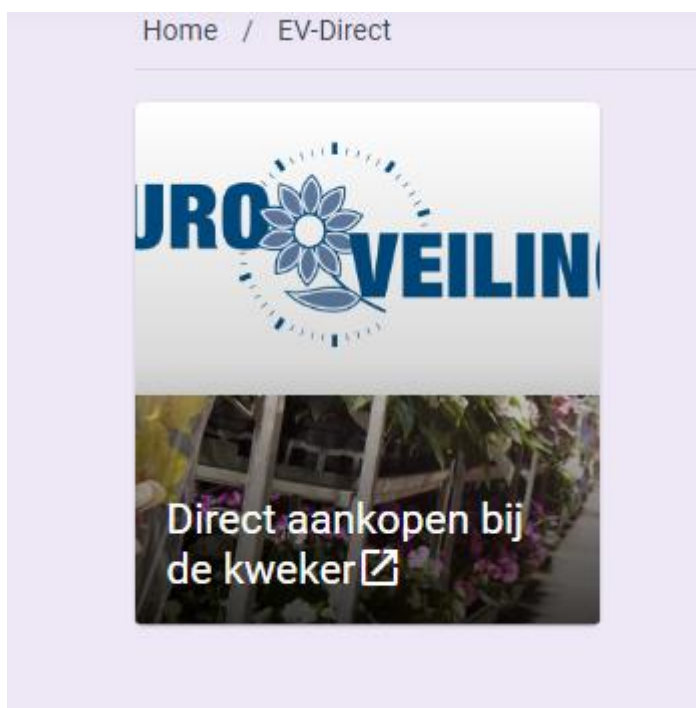 Home / EV-Direct
URO
VEILIN
Direct aankopen bij
de kweker